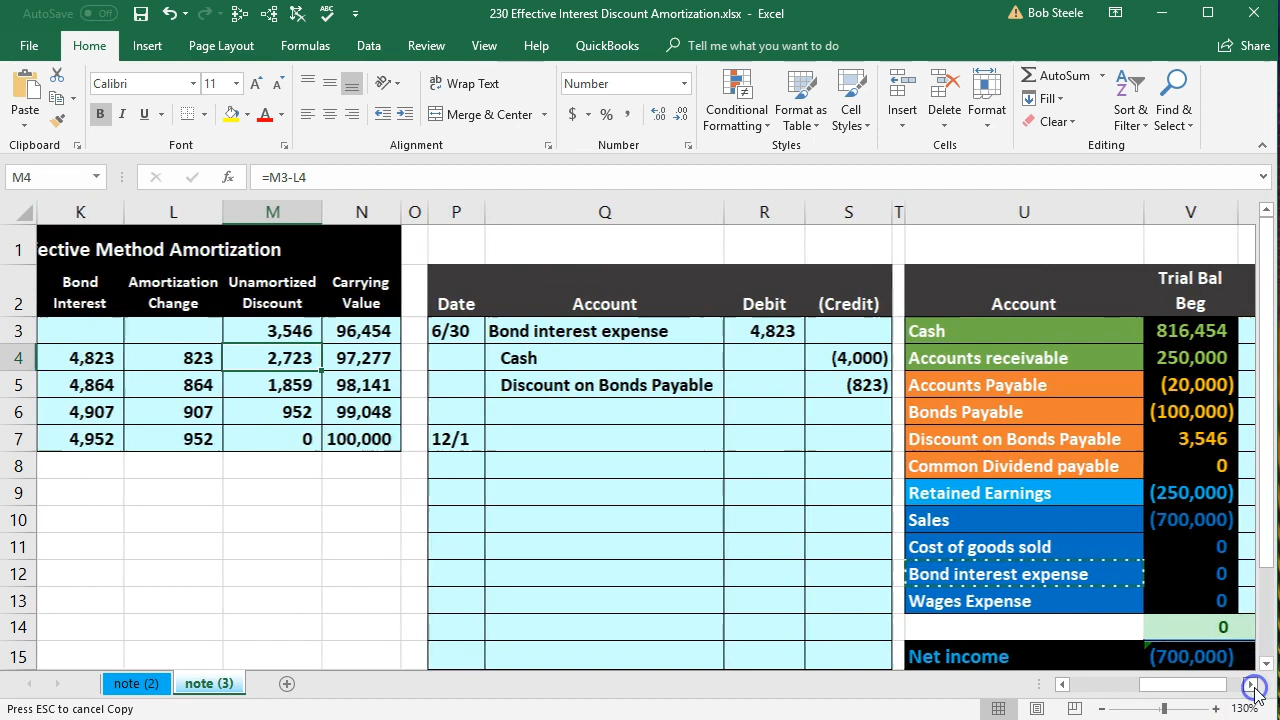 AutoSave Off 230 Effective Interest Discount Amortization.xlsx - Excel Bob Steele
File Home Insert Page Layout Formulas Data Review View Help QuickBooks Tell me what you want to do Share
Paste Calibri 11 Wrap Text Number Conditional Formatting Format as Table Cell Styles Insert Delete Format AutoSum Fill Clear Sort & Filter Find & Select
B I U Merge & Center $ %
Clipboard Font Alignment Number Styles Cells Editing
M4 fx =M3-L4
K L M N O P Q R S T U V
1 ective Method Amortization
2 Bond Interest Amortization Change Unamortized Discount Carrying Value Date Account Debit (Credit) Account Trial Bal Beg
3 3,546 96,454 6/30 Bond interest expense 4,823 Cash 816,454
4 4,823 823 2,723 97,277 Cash (4,000) Accounts receivable 250,000
5 4,864 864 1,859 98,141 Discount on Bonds Payable (823) Accounts Payable (20,000)
6 4,907 907 952 99,048 Bonds Payable (100,000)
7 4,952 952 0 100,000 12/1 Discount on Bonds Payable 3,546
8 Common Dividend payable 0
9 Retained Earnings (250,000)
10 Sales (700,000)
11 Cost of goods sold 0
12 Bond interest expense 0
13 Wages Expense 0
14 0
15 Net income (700,000)
note (2) note (3)
Press ESC to cancel Copy 130%